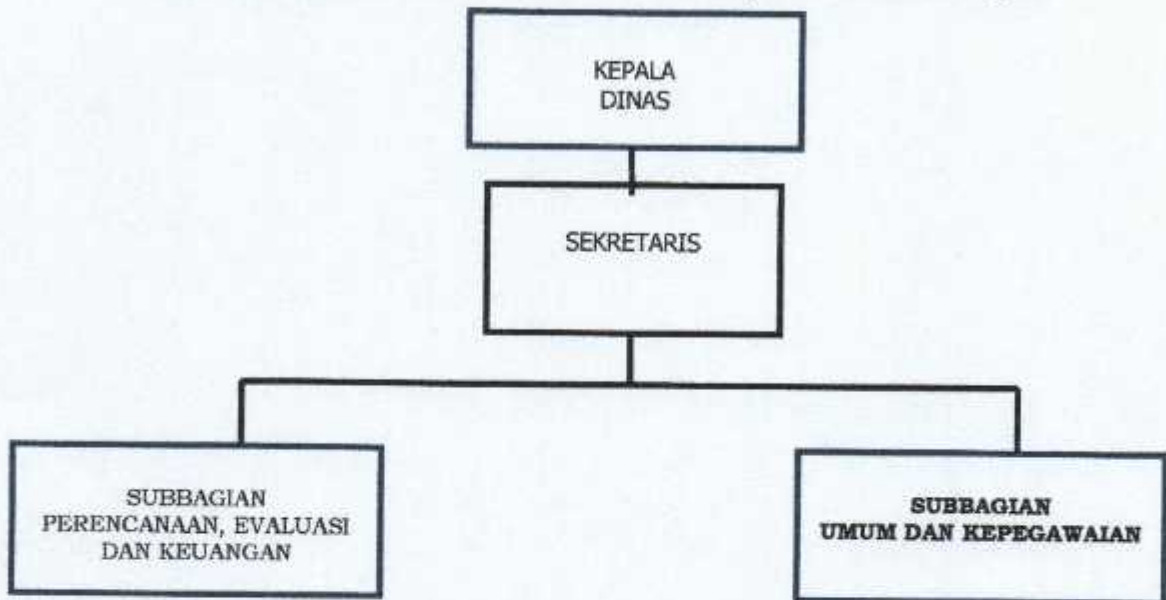 KEPALA
DINAS
SEKRETARIS
SUBBAGIAN
PERENCANAAN, EVALUASI
DAN KEUANGAN
SUBBAGIAN
UMUM DAN KEPEGAWAIAN